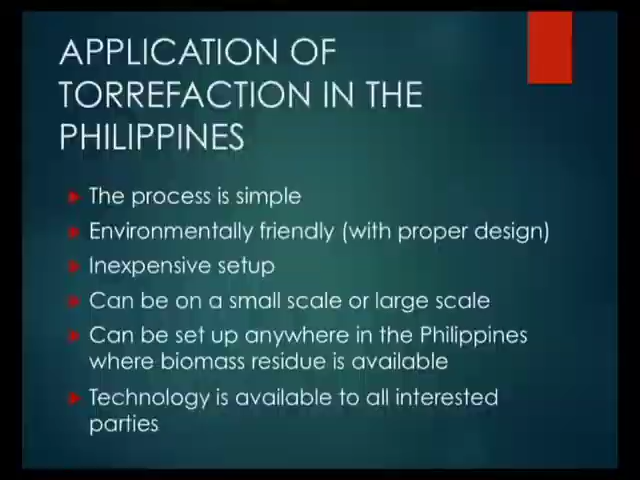 APPLICATION OF
TORREFACTION IN THE
PHILIPPINES
The process is simple
Environmentally friendly (with proper design)
Inexpensive setup
Can be on a small scale or large scale
Can be set up anywhere in the Philippines
where biomass residue is available
Technology is available to all interested
parties